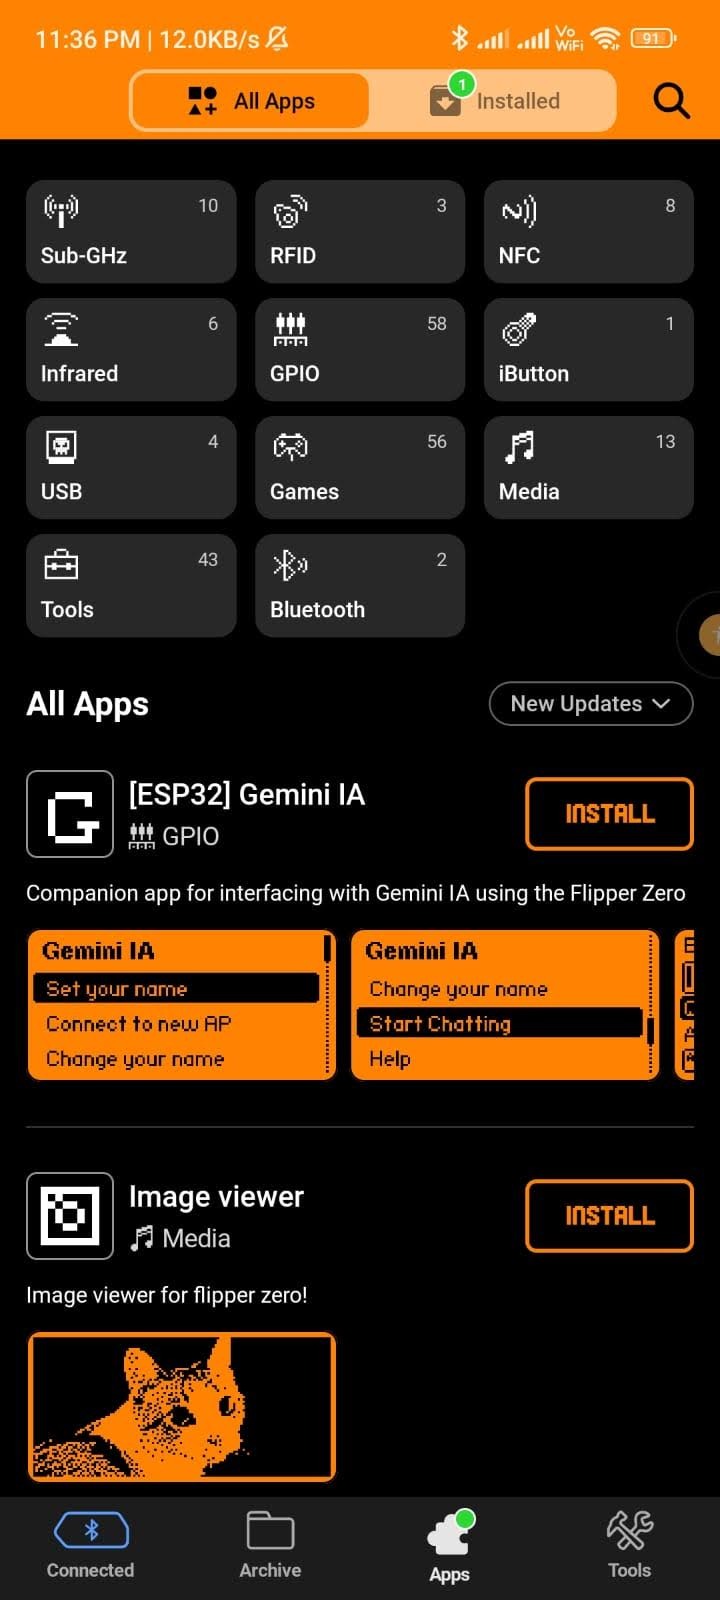 11:36 PM | 12.0KB/s
Vo WiFi
91
All Apps
1
Installed
10
Sub-GHz
3
RFID
8
NFC
6
Infrared
58
GPIO
1
iButton
4
USB
56
Games
13
Media
43
Tools
2
Bluetooth
All Apps
New Updates
G
[ESP32] Gemini IA
GPIO
INSTALL
Companion app for interfacing with Gemini IA using the Flipper Zero
Gemini IA
Set your name
Connect to new AP
Change your name
Gemini IA
Change your name
Start Chatting
Help
Image viewer
Media
INSTALL
Image viewer for flipper zero!
Connected
Archive
Apps
Tools